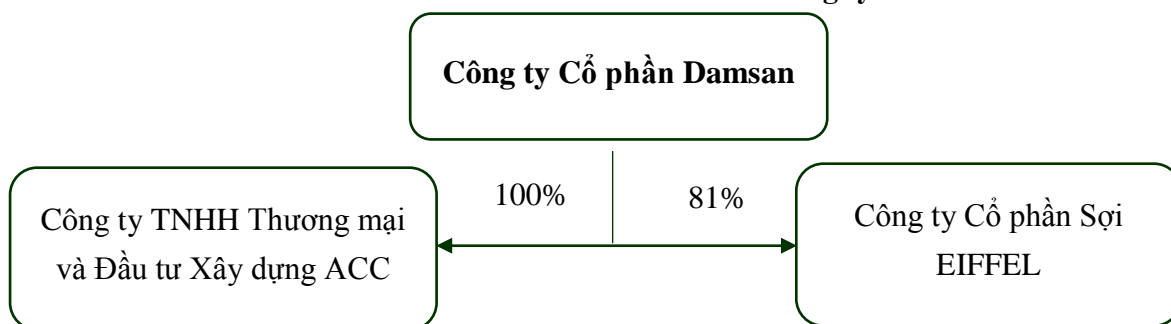 Công ty Cổ phần Damsan
100%
81%
Công ty TNHH Thương mại
và Đầu tư Xây dựng ACC
Công ty Cổ phần Sợi
EIFFEL